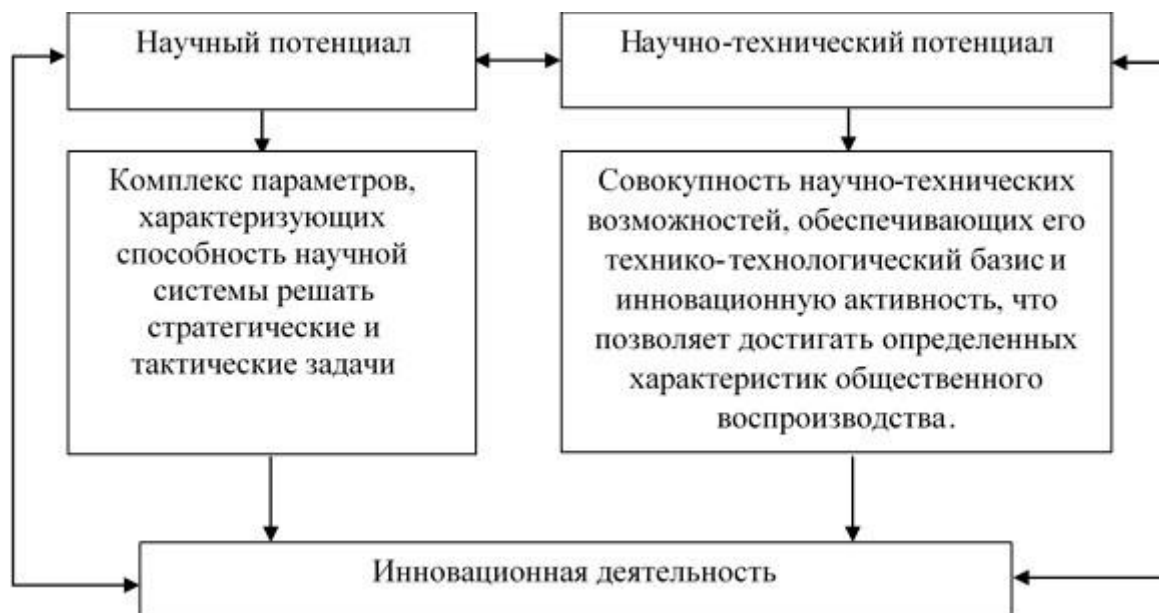 Научный потенциал
Научно-технический потенциал
Комплекс параметров,
характеризующих
способность научной
системы решать
стратегические и
тактические задачи
Совокупность научно-технических
возможностей, обеспечивающих его
технико-технологический базис и
инновационную активность, что
позволяет достигать определенных
характеристик общественного
воспроизводства.
Инновационная деятельность